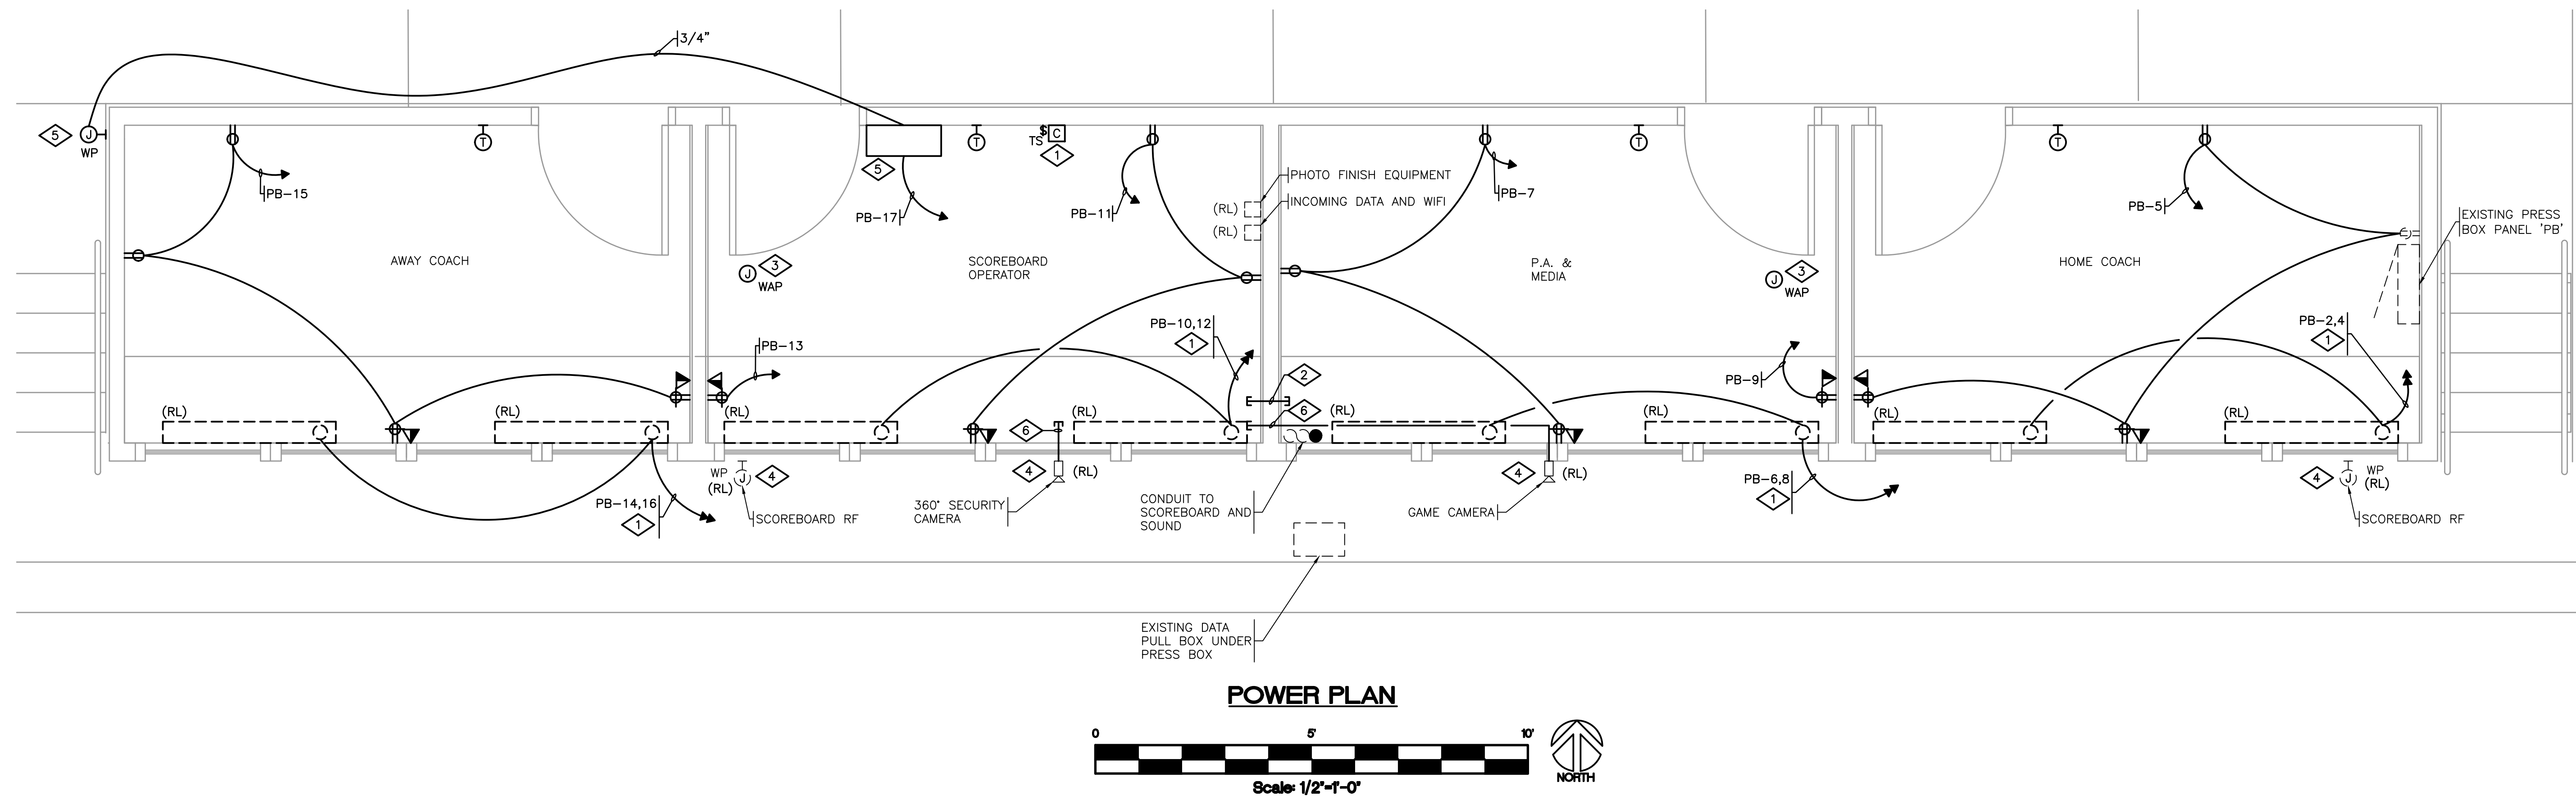 3/4"
5
J
WP
PB-15
T
AWAY COACH
T
5
PB-17
$
TS
C
1
PB-11
SCOREBOARD
OPERATOR
J
3
WAP
PHOTO FINISH EQUIPMENT
(RL)
INCOMING DATA AND WIFI
(RL)
PB-7
T
P.A. &
MEDIA
J
3
WAP
T
PB-5
HOME COACH
EXISTING PRESS
BOX PANEL 'PB'
PB-13
PB-10,12
1
2
6
PB-9
PB-2,4
1
(RL)
(RL)
(RL)
(RL)
(RL)
(RL)
(RL)
(RL)
6
PB-14,16
1
WP
(RL)
J
4
SCOREBOARD RF
4
(RL)
360° SECURITY
CAMERA
CONDUIT TO
SCOREBOARD AND
SOUND
4
(RL)
GAME CAMERA
PB-6,8
1
4
J
WP
(RL)
SCOREBOARD RF
EXISTING DATA
PULL BOX UNDER
PRESS BOX
POWER PLAN
0
5'
10'
Scale: 1/2"=1'-0"
NORTH